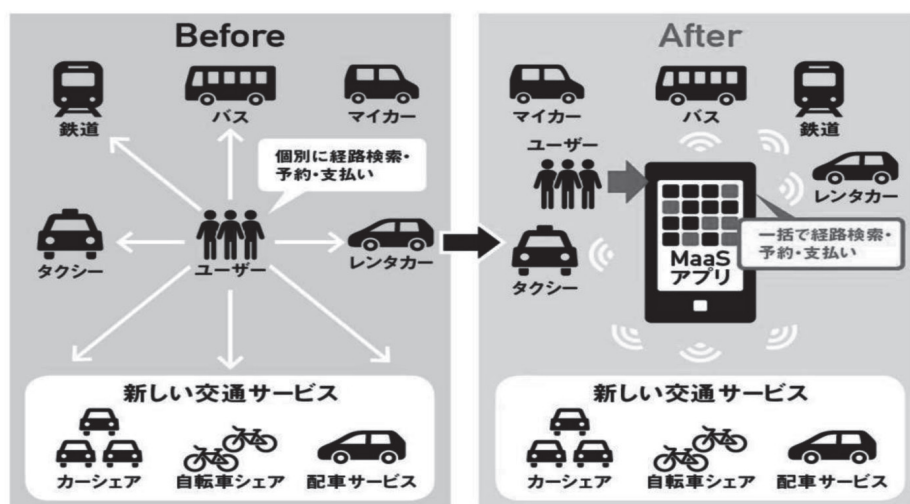 Before
鉄道
バス
マイカー
個別に経路検索・
予約・支払い
タクシー
ユーザー
レンタカー
新しい交通サービス
カーシェア
自転車シェア
配車サービス
After
マイカー
バス
鉄道
ユーザー
レンタカー
一括で経路検索・
予約・支払い
MaaS
アプリ
タクシー
新しい交通サービス
カーシェア
自転車シェア
配車サービス